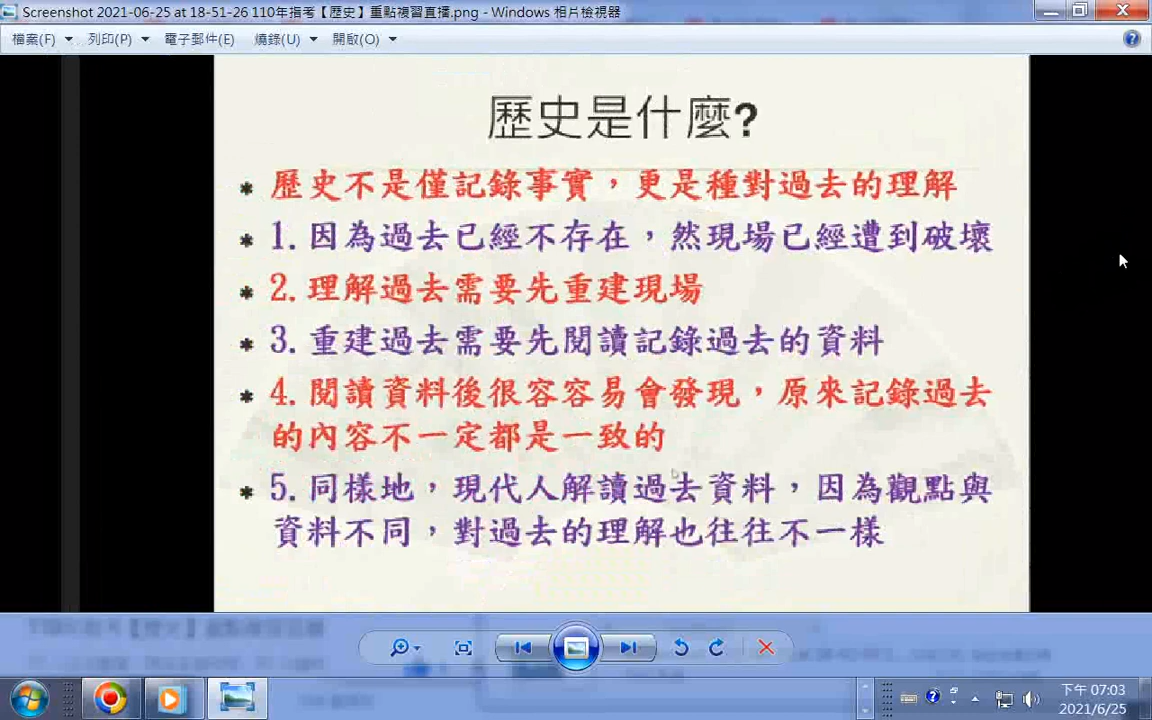 Screenshot 2021-06-25 at 18-51-26 110年指考【歷史】重點複習直播.png - Windows 相片檢視器
檔案(F) 列印(P) 電子郵件(E) 燒錄(U) 開啟(O)
歷史是什麼?
* 歷史不是僅記錄事實，更是種對過去的理解
* 1.因為過去已經不存在，然現場已經遭到破壞
* 2.理解過去需要先重建現場
* 3.重建過去需要先閱讀記錄過去的資料
* 4.閱讀資料後很容容易會發現，原來記錄過去
的內容不一定都是一致的
* 5.同樣地，現代人解讀過去資料，因為觀點與
資料不同，對過去的理解也往往不一樣
下午 07:03
2021/6/25